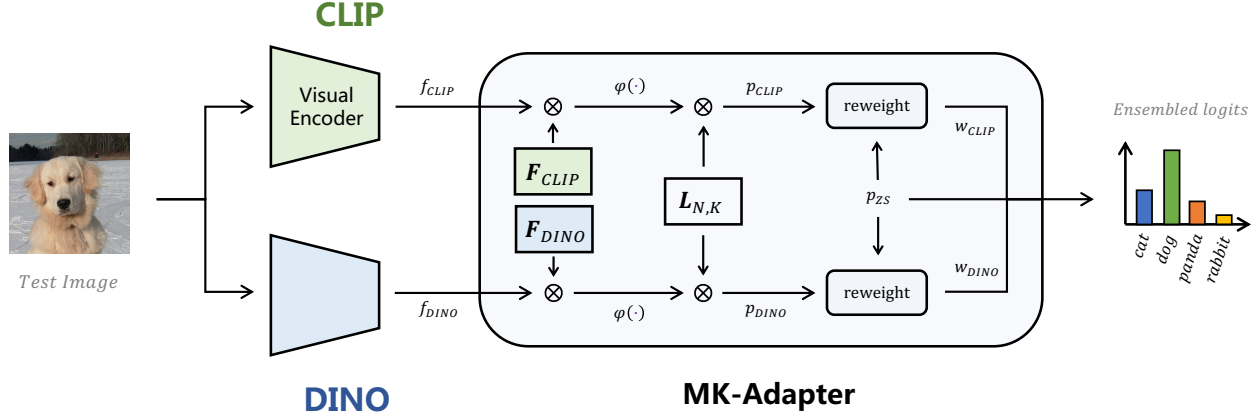 CLIP
Visual
Encoder
f_CLIP
φ(·)
p_CLIP
reweight
w_CLIP
Ensembled logits
F_CLIP
L_N,K
p_ZS
F_DINO
Test Image
cat
dog
panda
rabbit
f_DINO
φ(·)
p_DINO
reweight
w_DINO
DINO
MK-Adapter